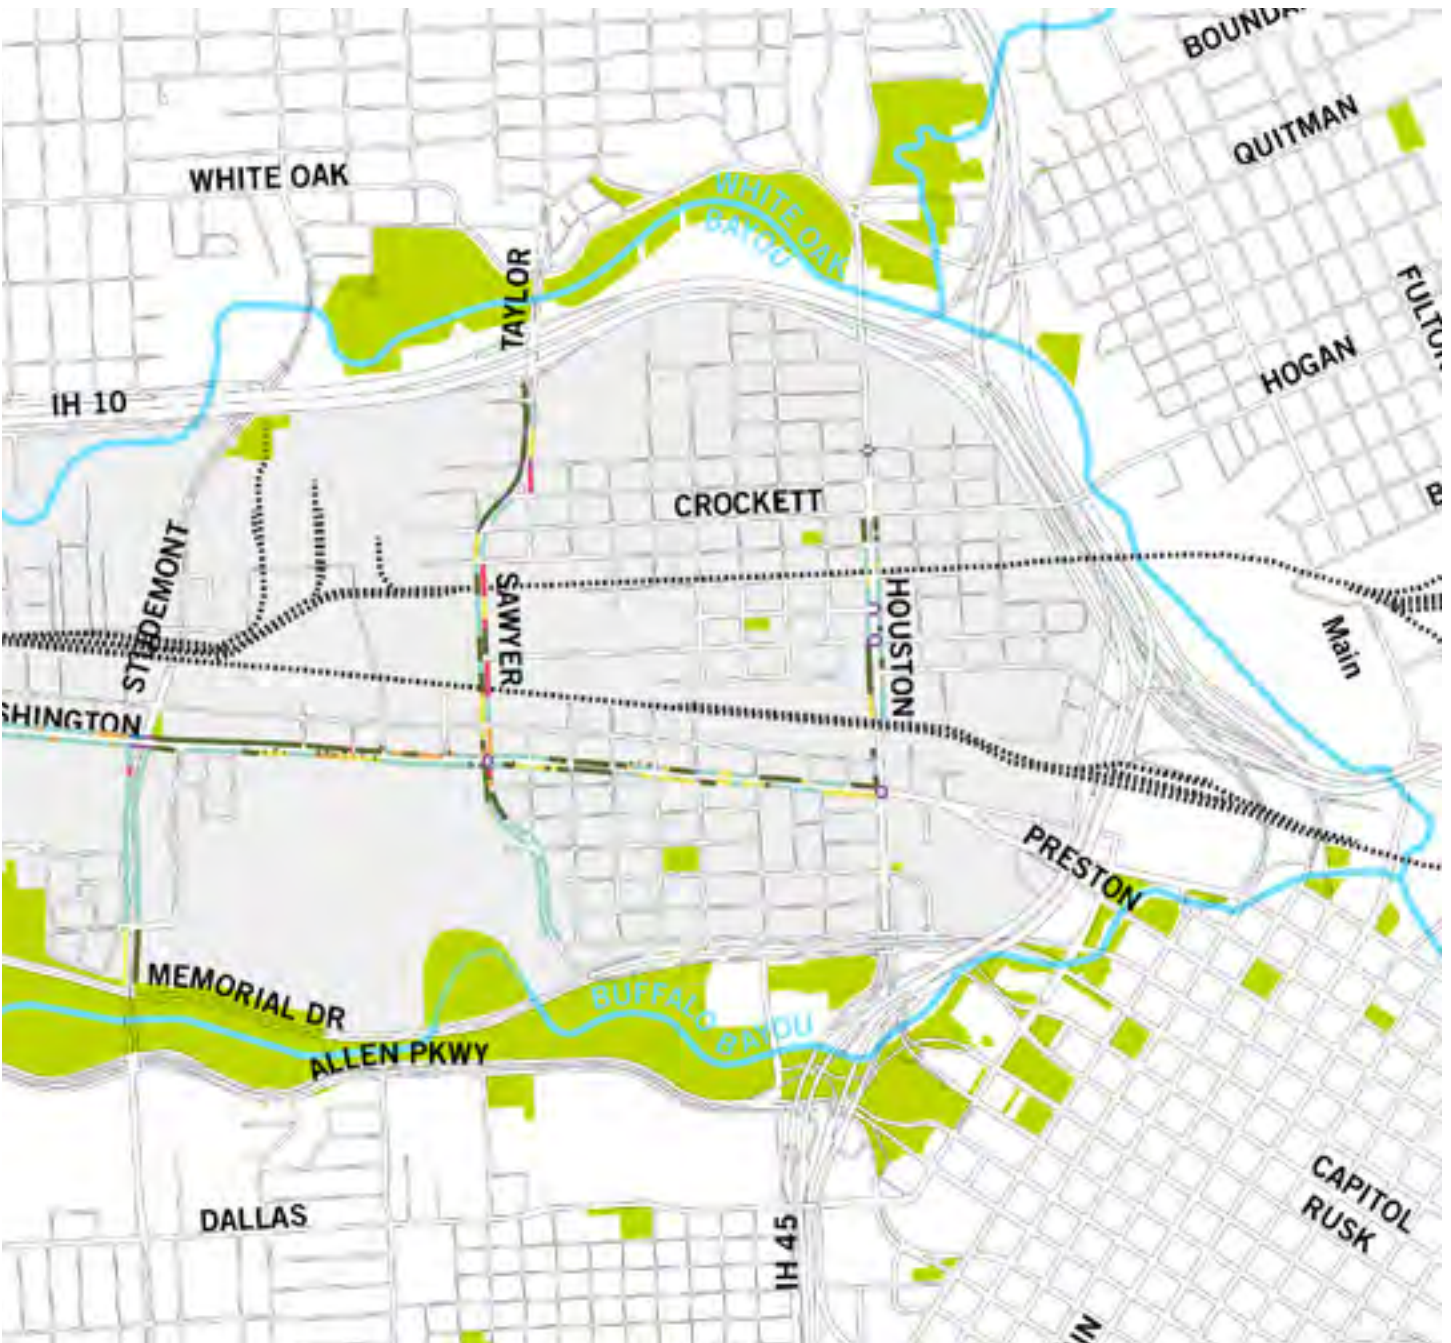 BOUNDA
QUITMAN
WHITE OAK
WHITE OAK
BAYOU
TAYLOR
FULTON
HOGAN
IH 10
CROCKETT
STUDEMONT
SAWYER
HOUSTON
Main
SHINGTON
PRESTON
MEMORIAL DR
BUFFALO BAYOU
ALLEN PKWY
CAPITOL
RUSK
DALLAS
IH 45
IN